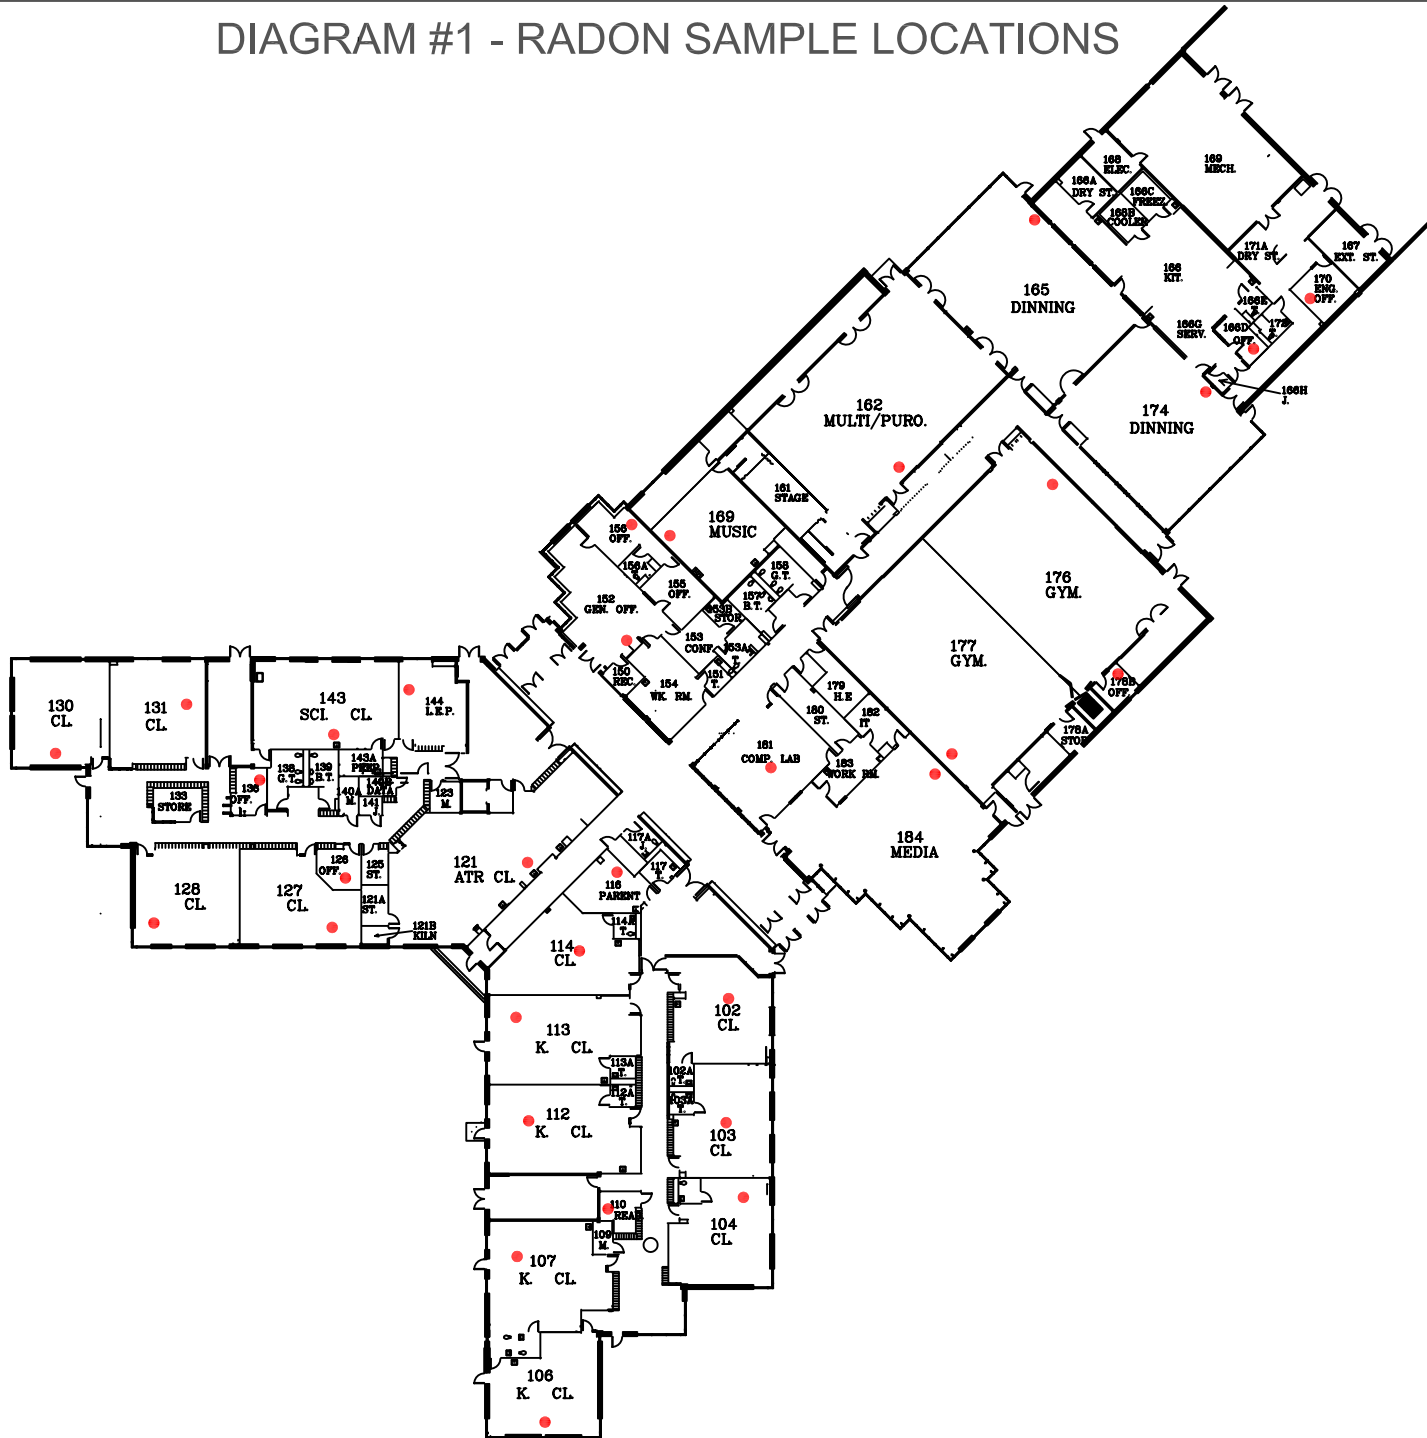 DIAGRAM #1 - RADON SAMPLE LOCATIONS
169
MECH.
168
ELEC.
166A
DRY ST.
166C
FREEZ.
COOLER
171A
DRY ST.
167
EXT. ST.
166
KIT.
170
ENG.
OFF.
165
DINNING
166E
T.
166G
SERV.
166D
OFF.
166H
J.
162
MULTI/PURO.
174
DINNING
161
STAGE
169
MUSIC
156
OFF.
156A
T.
158
G.T.
155
OFF.
157
B.T.
152
GEN. OFF.
STOR.
153
CONF.
153A
T.
150
REC.
154
WK. RM.
151
T.
176
GYM.
177
GYM.
178B
OFF.
178A
STOR.
179
H.E
180
ST.
182
IT
181
COMP. LAB
183
WORK RM.
184
MEDIA
130
CL.
131
CL.
143
SCI. CL.
144
L.E.P.
138
G.T.
139
B.T.
143A
PREP.
DATA
140A
M.
141
J.
133
STORE
OFF.
123
M.
128
CL.
127
CL.
126
OFF.
125
ST.
121A
ST.
121B
KILN
121
ATR CL.
117A
J.
117
T.
116
PARENT
114A
T.
114
CL.
113
K. CL.
113A
T.
112A
T.
112
K. CL.
102
CL.
102A
T.
103A
T.
103
CL.
104
CL.
110
REA
109
M.
107
K. CL.
106
K. CL.